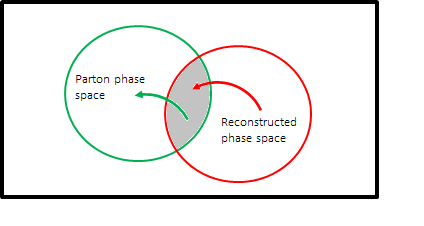 Parton phase
space
Reconstructed
phase space